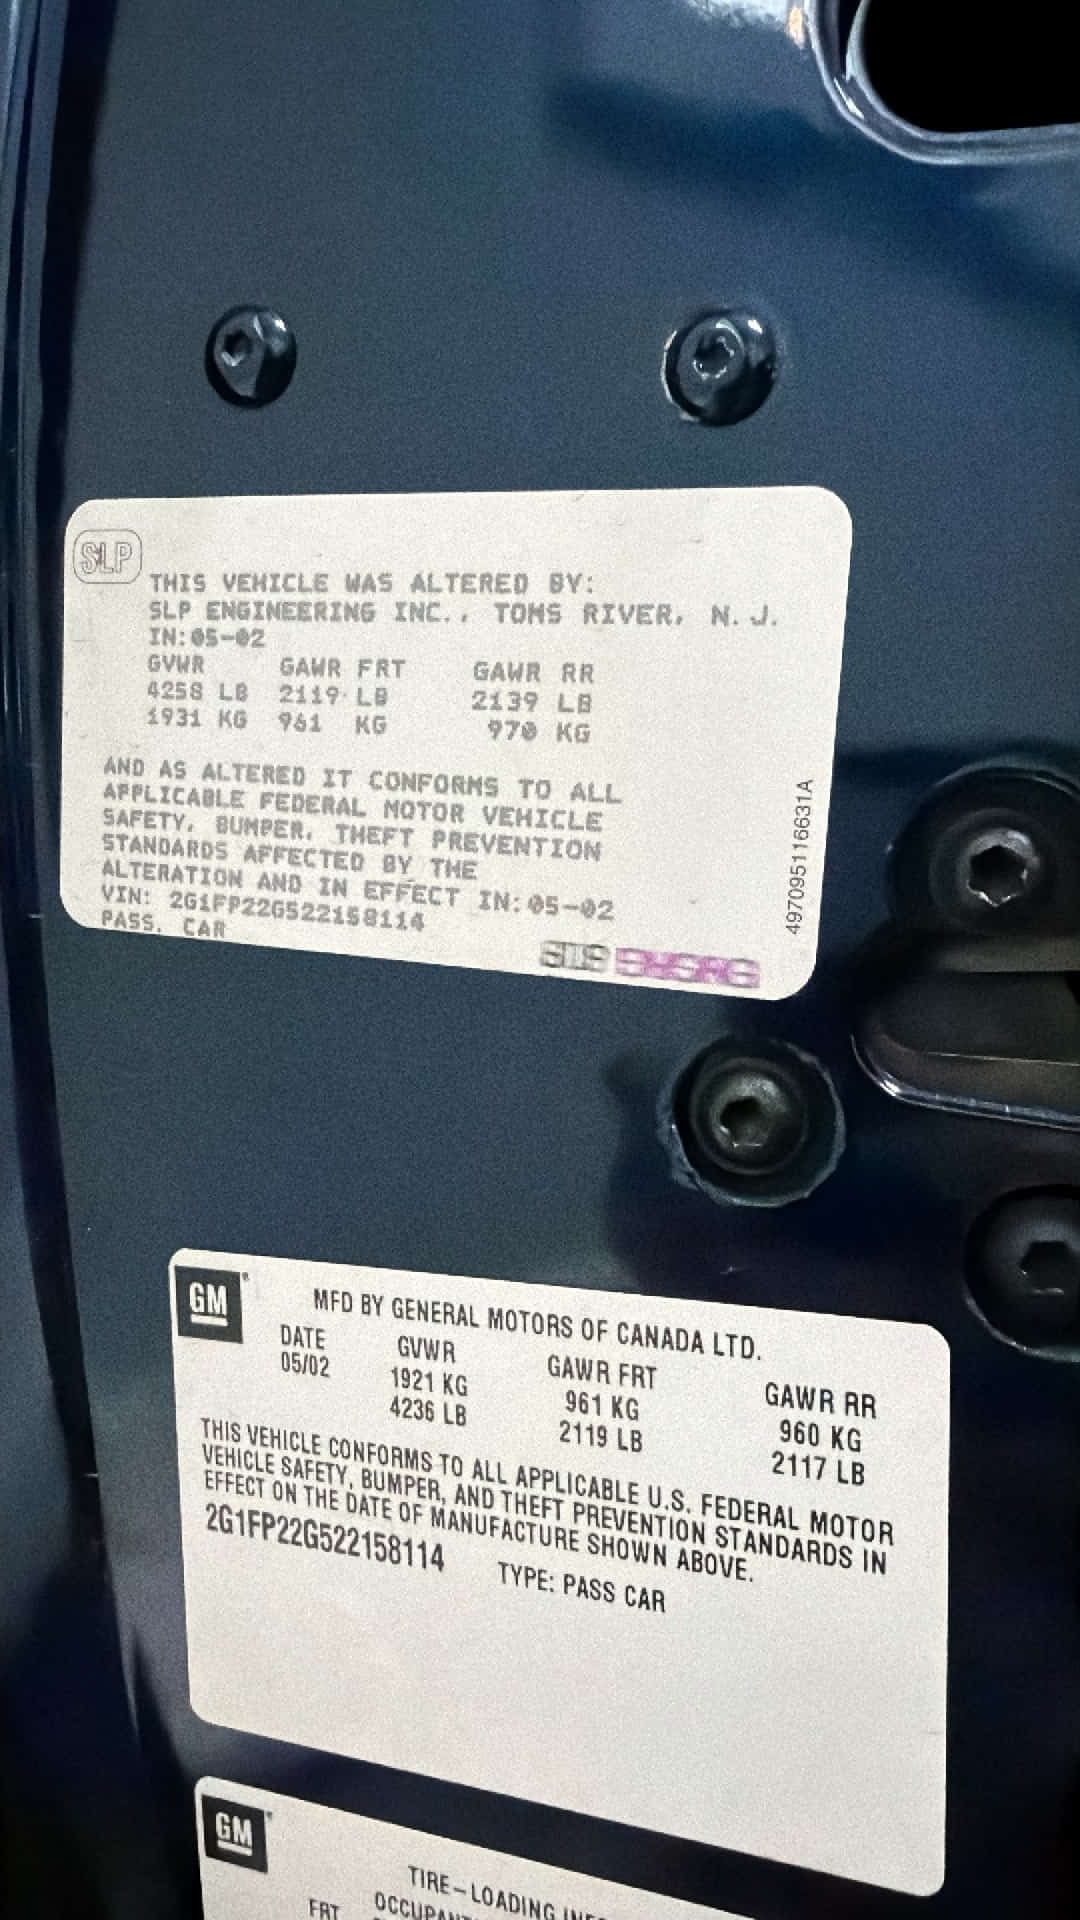 SLP
THIS VEHICLE WAS ALTERED BY:
SLP ENGINEERING INC., TOMS RIVER, N.J.
IN:05-02
GVWR GAWR FRT GAWR RR
4258 LB 2119 LB 2139 LB
1931 KG 961 KG 970 KG
AND AS ALTERED IT CONFORMS TO ALL
APPLICABLE FEDERAL MOTOR VEHICLE
SAFETY, BUMPER, THEFT PREVENTION
STANDARDS AFFECTED BY THE
ALTERATION AND IN EFFECT IN:05-02
VIN: 2G1FP22G522158114
PASS. CAR
497095116631A
GM
MFD BY GENERAL MOTORS OF CANADA LTD.
DATE GVWR GAWR FRT GAWR RR
05/02 1921 KG 961 KG 960 KG
4236 LB 2119 LB 2117 LB
THIS VEHICLE CONFORMS TO ALL APPLICABLE U.S. FEDERAL MOTOR
VEHICLE SAFETY, BUMPER, AND THEFT PREVENTION STANDARDS IN
EFFECT ON THE DATE OF MANUFACTURE SHOWN ABOVE.
2G1FP22G522158114 TYPE: PASS CAR
GM
TIRE-LOADING
FRT